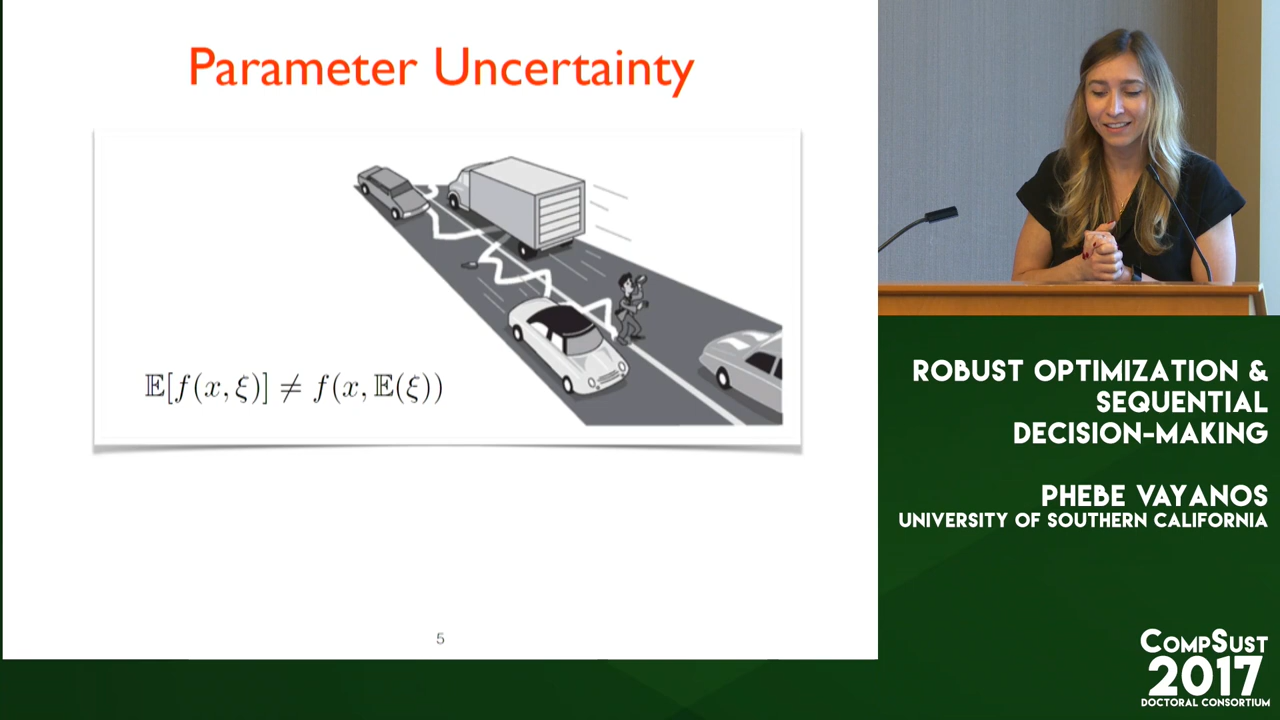 Parameter Uncertainty
𝔼[f(x, ξ)] ≠ f(x, 𝔼(ξ))
5
ROBUST OPTIMIZATION &
SEQUENTIAL
DECISION-MAKING
PHEBE VAYANOS
UNIVERSITY OF SOUTHERN CALIFORNIA
COMPSUST
2017
DOCTORAL CONSORTIUM